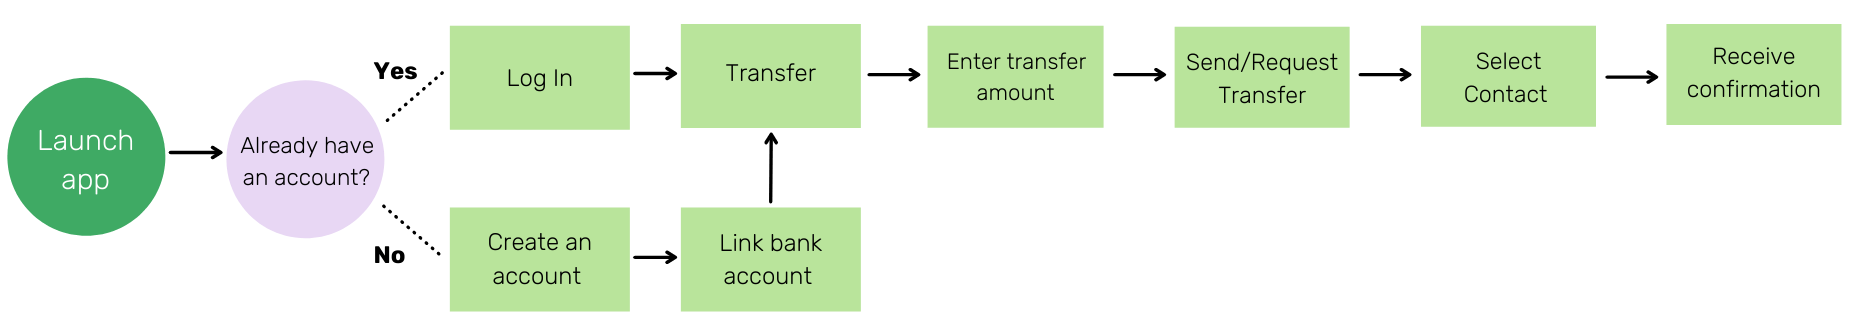 Launch
app
Already have
an account?
Yes
No
Log In
Transfer
Enter transfer
amount
Send/Request
Transfer
Select
Contact
Receive
confirmation
Create an
account
Link bank
account